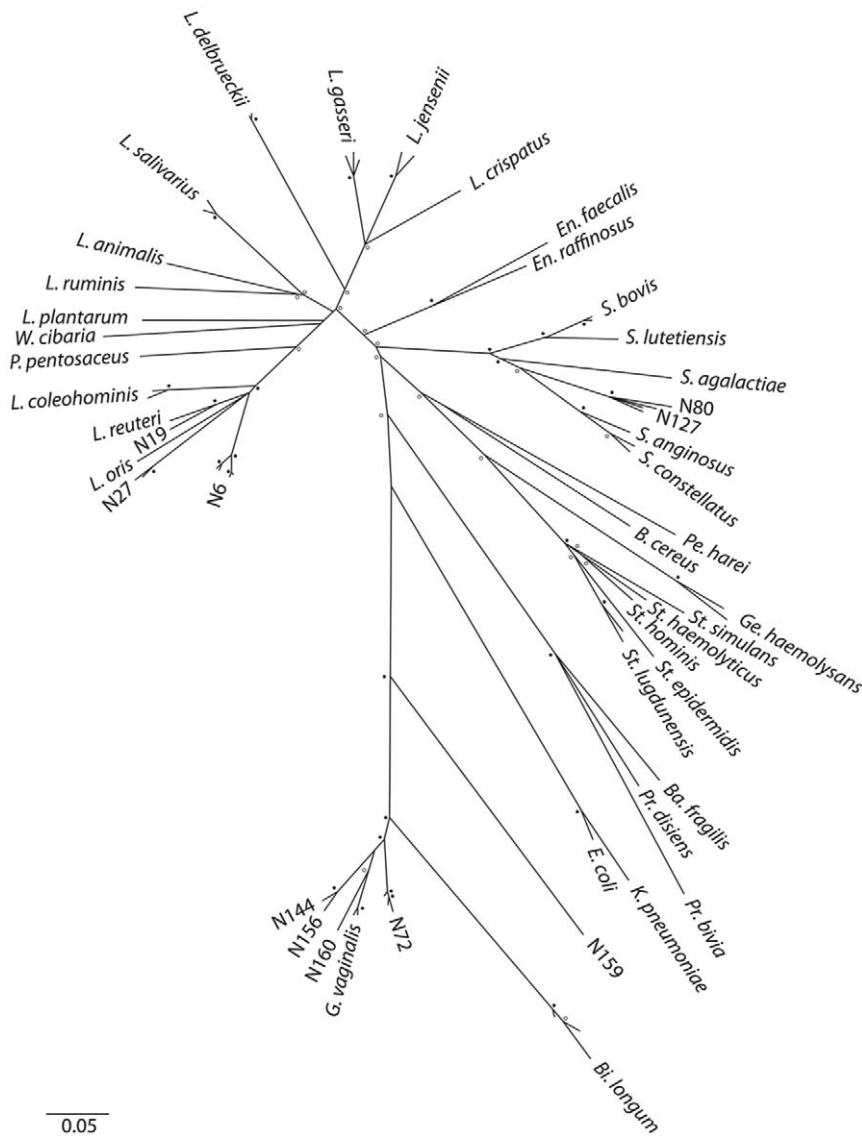 L. delbrueckii
L. gasseri
L. jensenii
L. crispatus
L. salivarius
L. animalis
L. ruminis
L. plantarum
W. cibaria
P. pentosaceus
L. coleohominis
L. reuteri
N19
L. oris
N27
N6
En. faecalis
En. raffinosus
S. bovis
S. lutetiensis
S. agalactiae
N80
N127
S. anginosus
S. constellatus
Pe. harei
B. cereus
Ge. haemolysans
St. simulans
St. haemolyticus
St. hominis
St. epidermidis
St. lugdunensis
Ba. fragilis
Pr. disiens
Pr. bivia
E. coli
K. pneumoniae
N159
Bi. longum
N72
G. vaginalis
N160
N156
N144
0.05